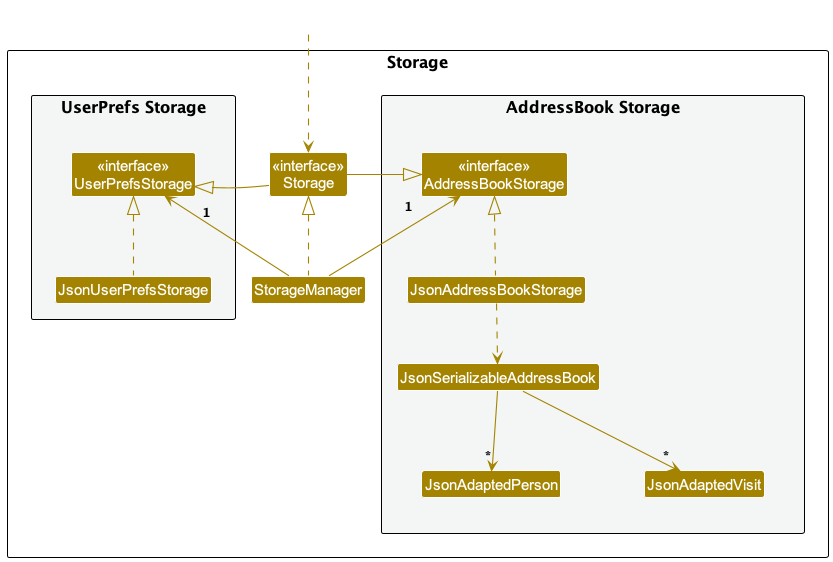 Storage
UserPrefs Storage
AddressBook Storage
«interface»
UserPrefsStorage
«interface»
Storage
«interface»
AddressBookStorage
1
1
JsonUserPrefsStorage
StorageManager
JsonAddressBookStorage
JsonSerializableAddressBook
*
*
JsonAdaptedPerson
JsonAdaptedVisit